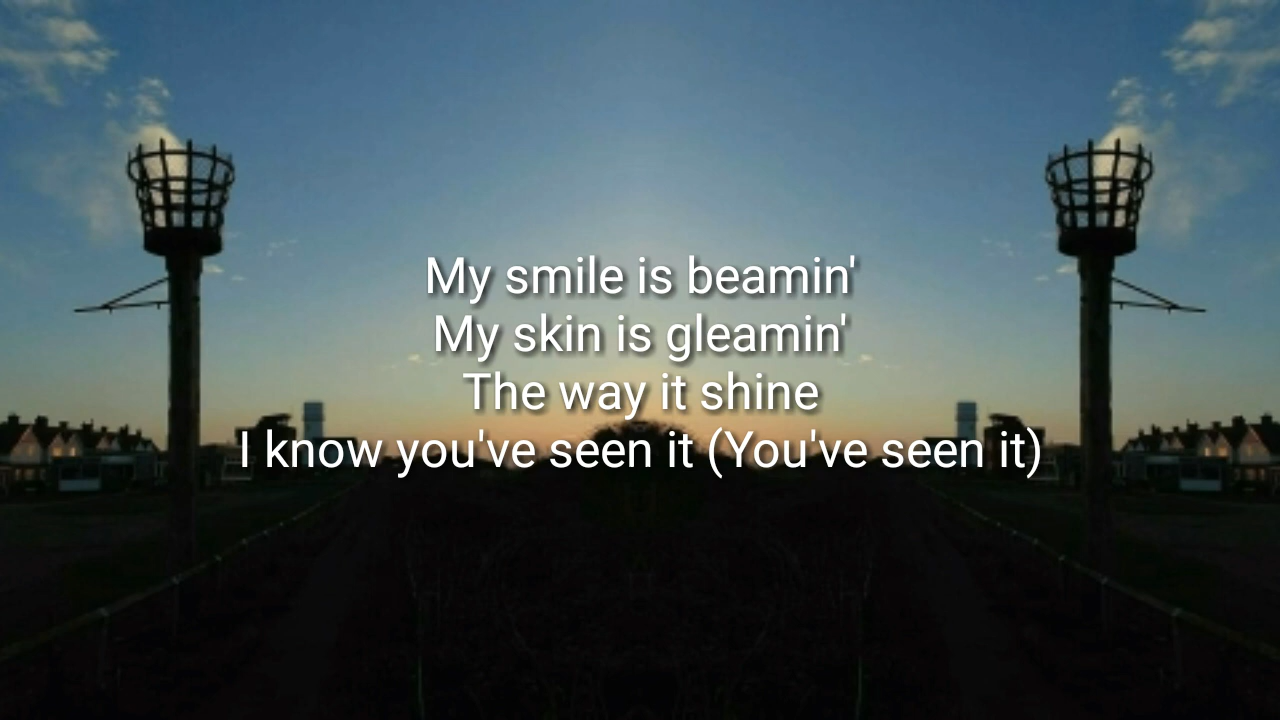 My smile is beamin'
My skin is gleamin'
The way it shine
I know you've seen it (You've seen it)